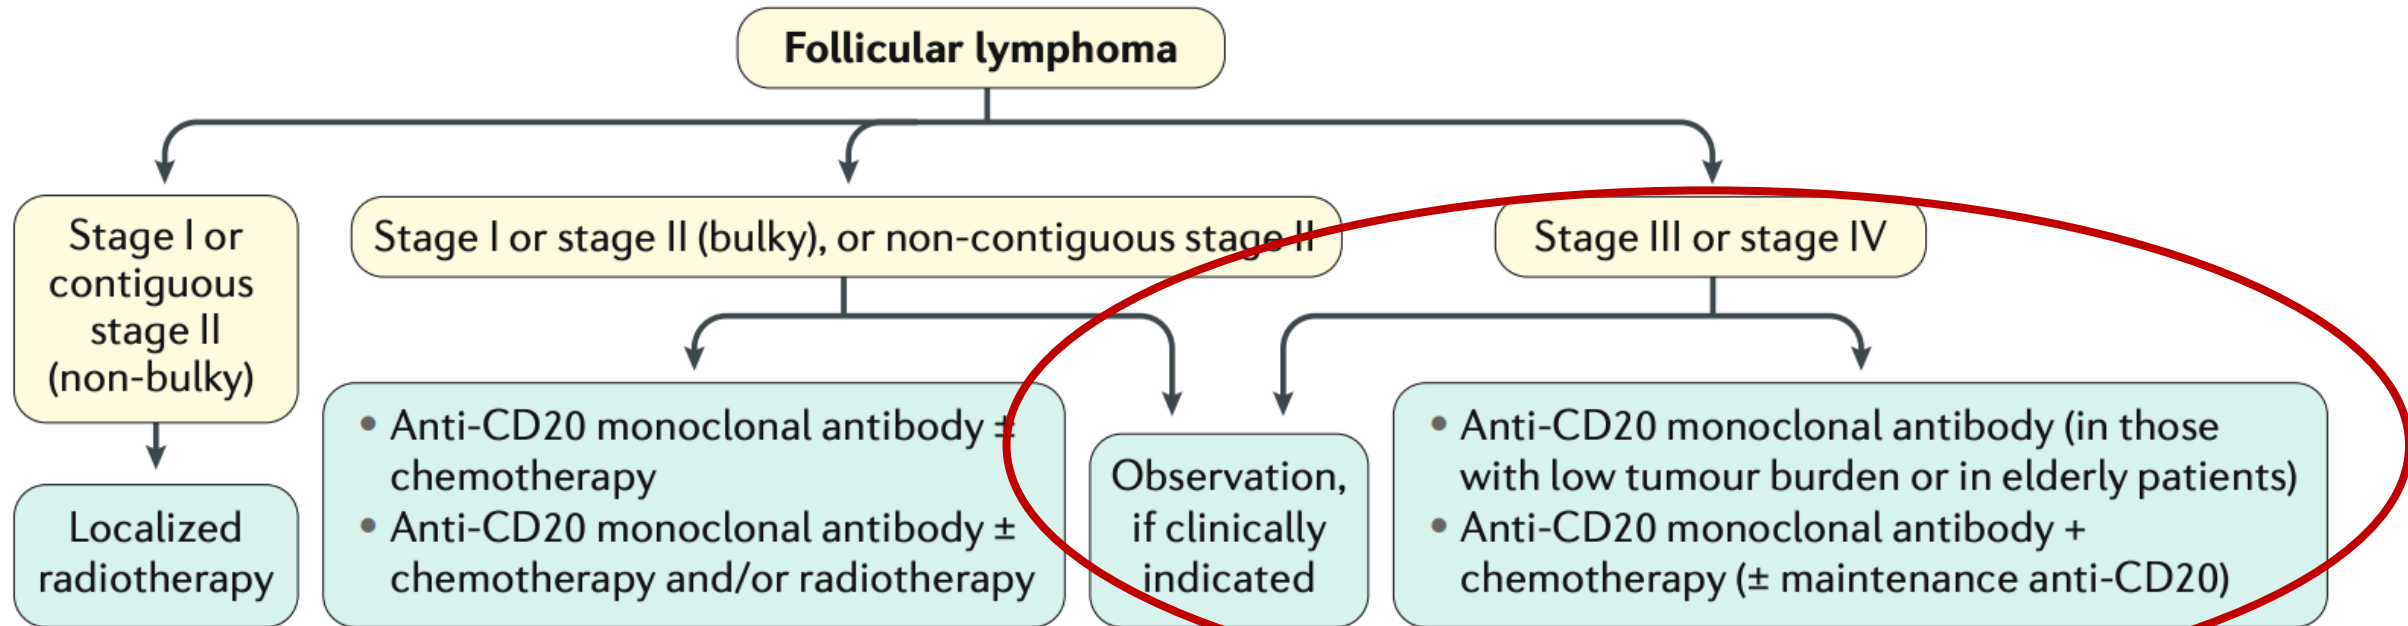 Follicular lymphoma
Stage I or
contiguous
stage II
(non-bulky)
Stage I or stage II (bulky), or non-contiguous stage II
Stage III or stage IV
Localized
radiotherapy
• Anti-CD20 monoclonal antibody ±
chemotherapy
• Anti-CD20 monoclonal antibody ±
chemotherapy and/or radiotherapy
Observation,
if clinically
indicated
• Anti-CD20 monoclonal antibody (in those
with low tumour burden or in elderly patients)
• Anti-CD20 monoclonal antibody +
chemotherapy (± maintenance anti-CD20)